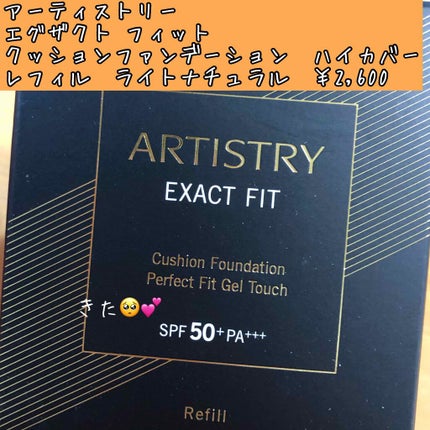 アーティストリー
エグザクト フィット
クッションファンデーション　ハイカバー
レフィル　ライトナチュラル　¥2,600
ARTISTRY
EXACT FIT
Cushion Foundation
Perfect Fit Gel Touch
きた🥺💕
SPF 50+ PA+++
Refill